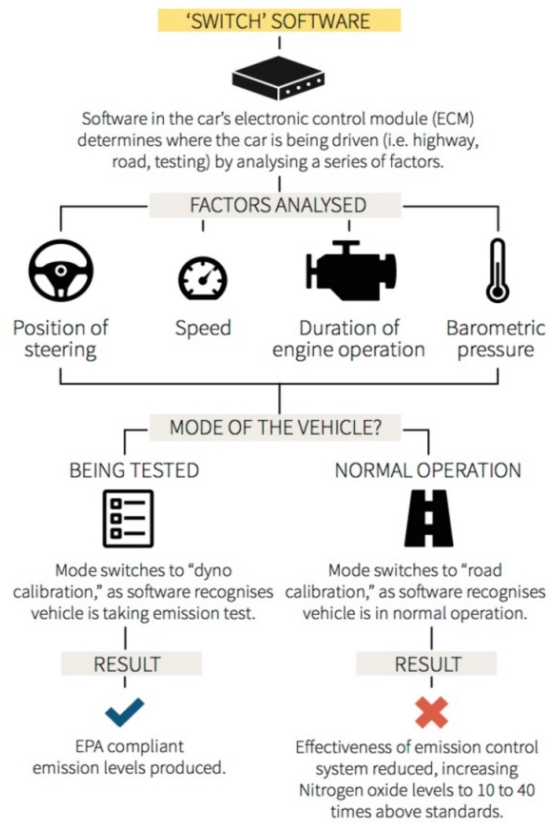 ‘SWITCH’ SOFTWARE
Software in the car’s electronic control module (ECM)
determines where the car is being driven (i.e. highway,
road, testing) by analysing a series of factors.
FACTORS ANALYSED
Position of
steering
Speed
Duration of
engine operation
Barometric
pressure
MODE OF THE VEHICLE?
BEING TESTED
Mode switches to “dyno
calibration,” as software recognises
vehicle is taking emission test.
RESULT
EPA compliant
emission levels produced.
NORMAL OPERATION
Mode switches to “road
calibration,” as software recognises
vehicle is in normal operation.
RESULT
Effectiveness of emission control
system reduced, increasing
Nitrogen oxide levels to 10 to 40
times above standards.